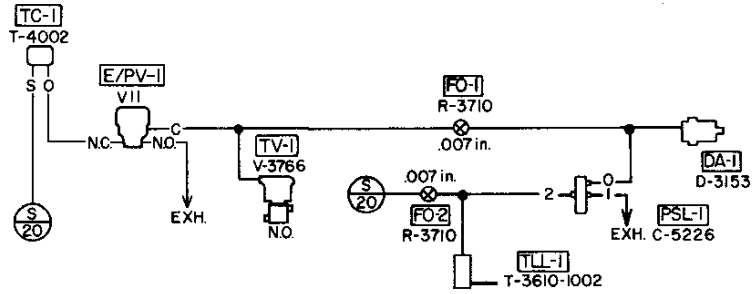 TC-1
T-4002
S O
E/PV-1
V11
N.C. C
N.O.
EXH.
S
20
TV-1
V-3766
N.O.
FO-1
R-3710
.007 in.
DA-1
D-3153
S
20
.007 in.
FO-2
R-3710
2
0
1
EXH.
PSL-1
C-5226
TLL-1
T-3610-1002